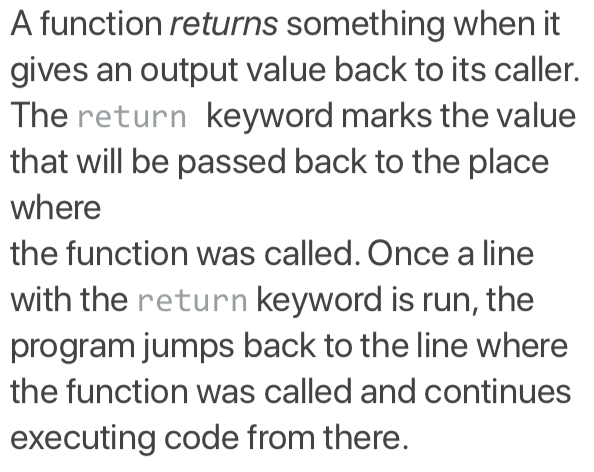 A function returns something when it
gives an output value back to its caller.
The return keyword marks the value
that will be passed back to the place
where
the function was called. Once a line
with the return keyword is run, the
program jumps back to the line where
the function was called and continues
executing code from there.